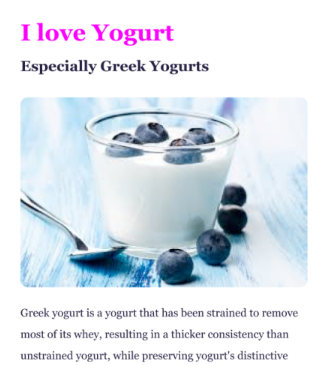 I love Yogurt
Especially Greek Yogurts
Greek yogurt is a yogurt that has been strained to remove
most of its whey, resulting in a thicker consistency than
unstrained yogurt, while preserving yogurt's distinctive